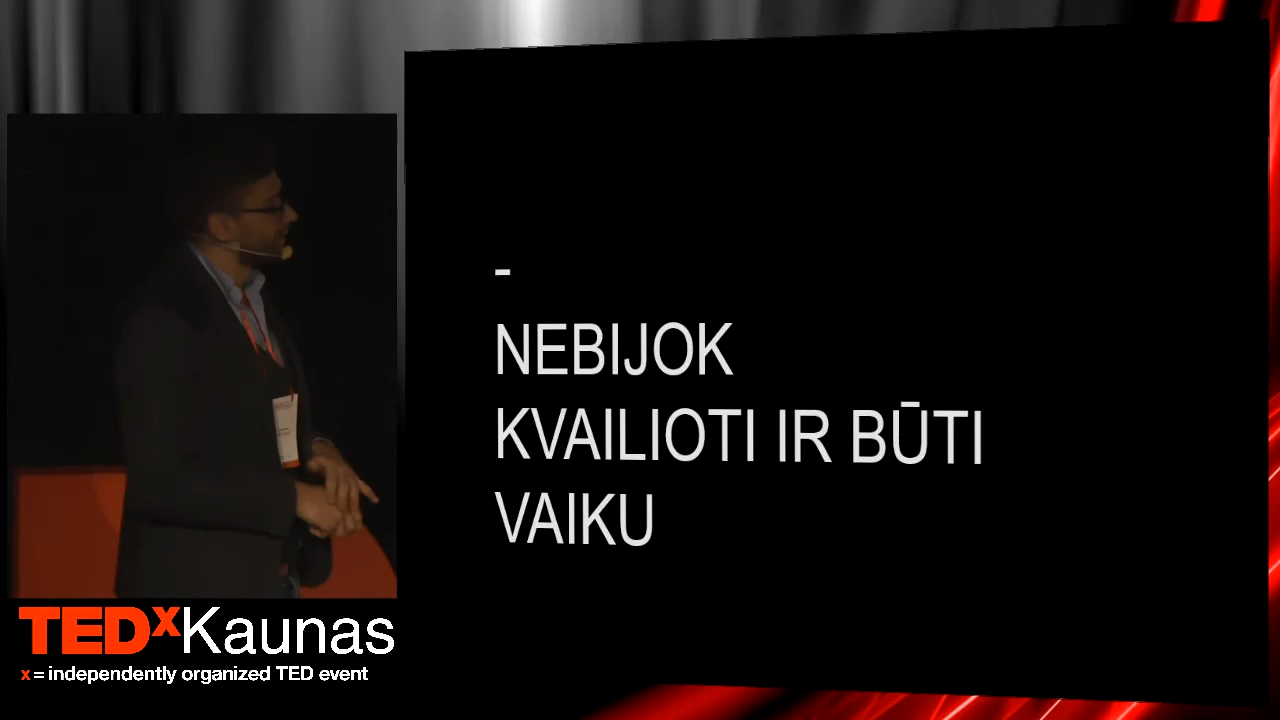 -
NEBIJOK
KVAILIOTI IR BŪTI
VAIKU
TEDxKaunas
x = independently organized TED event